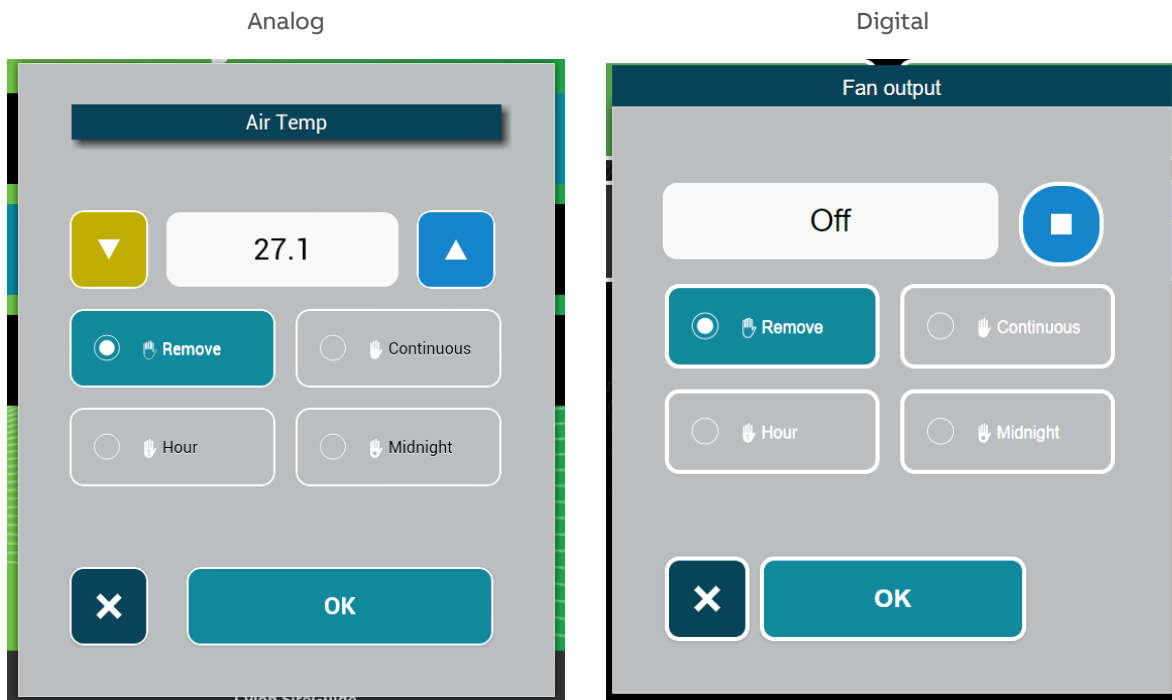 Analog
Air Temp
27.1
Remove
Continuous
Hour
Midnight
OK
Digital
Fan output
Off
Remove
Continuous
Hour
Midnight
OK